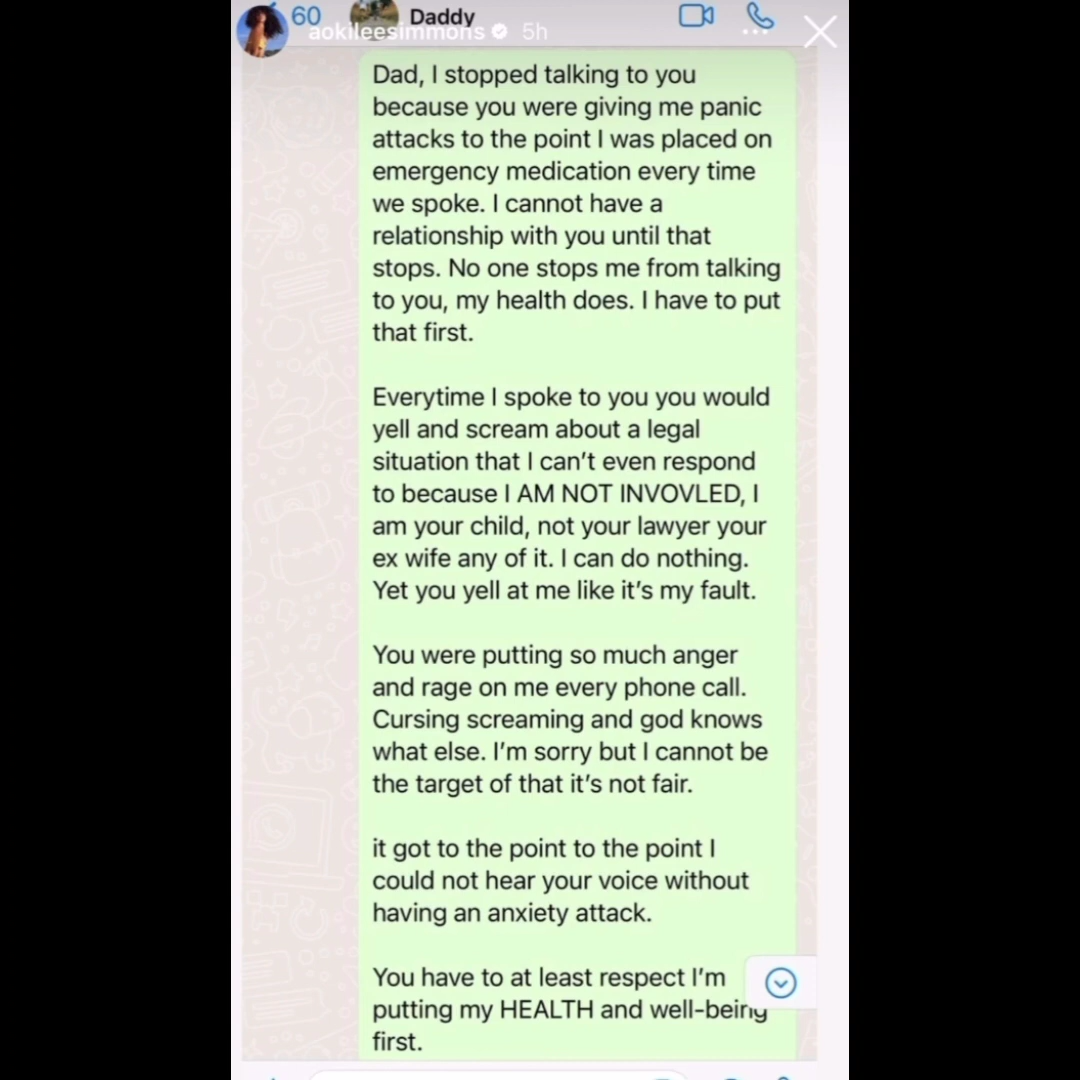 60 Daddy
aokileesimmons 5h
Dad, I stopped talking to you
because you were giving me panic
attacks to the point I was placed on
emergency medication every time
we spoke. I cannot have a
relationship with you until that
stops. No one stops me from talking
to you, my health does. I have to put
that first.
Everytime I spoke to you you would
yell and scream about a legal
situation that I can't even respond
to because I AM NOT INVOVLED, I
am your child, not your lawyer your
ex wife any of it. I can do nothing.
Yet you yell at me like it's my fault.
You were putting so much anger
and rage on me every phone call.
Cursing screaming and god knows
what else. I'm sorry but I cannot be
the target of that it's not fair.
it got to the point to the point I
could not hear your voice without
having an anxiety attack.
You have to at least respect I'm
putting my HEALTH and well-being
first.